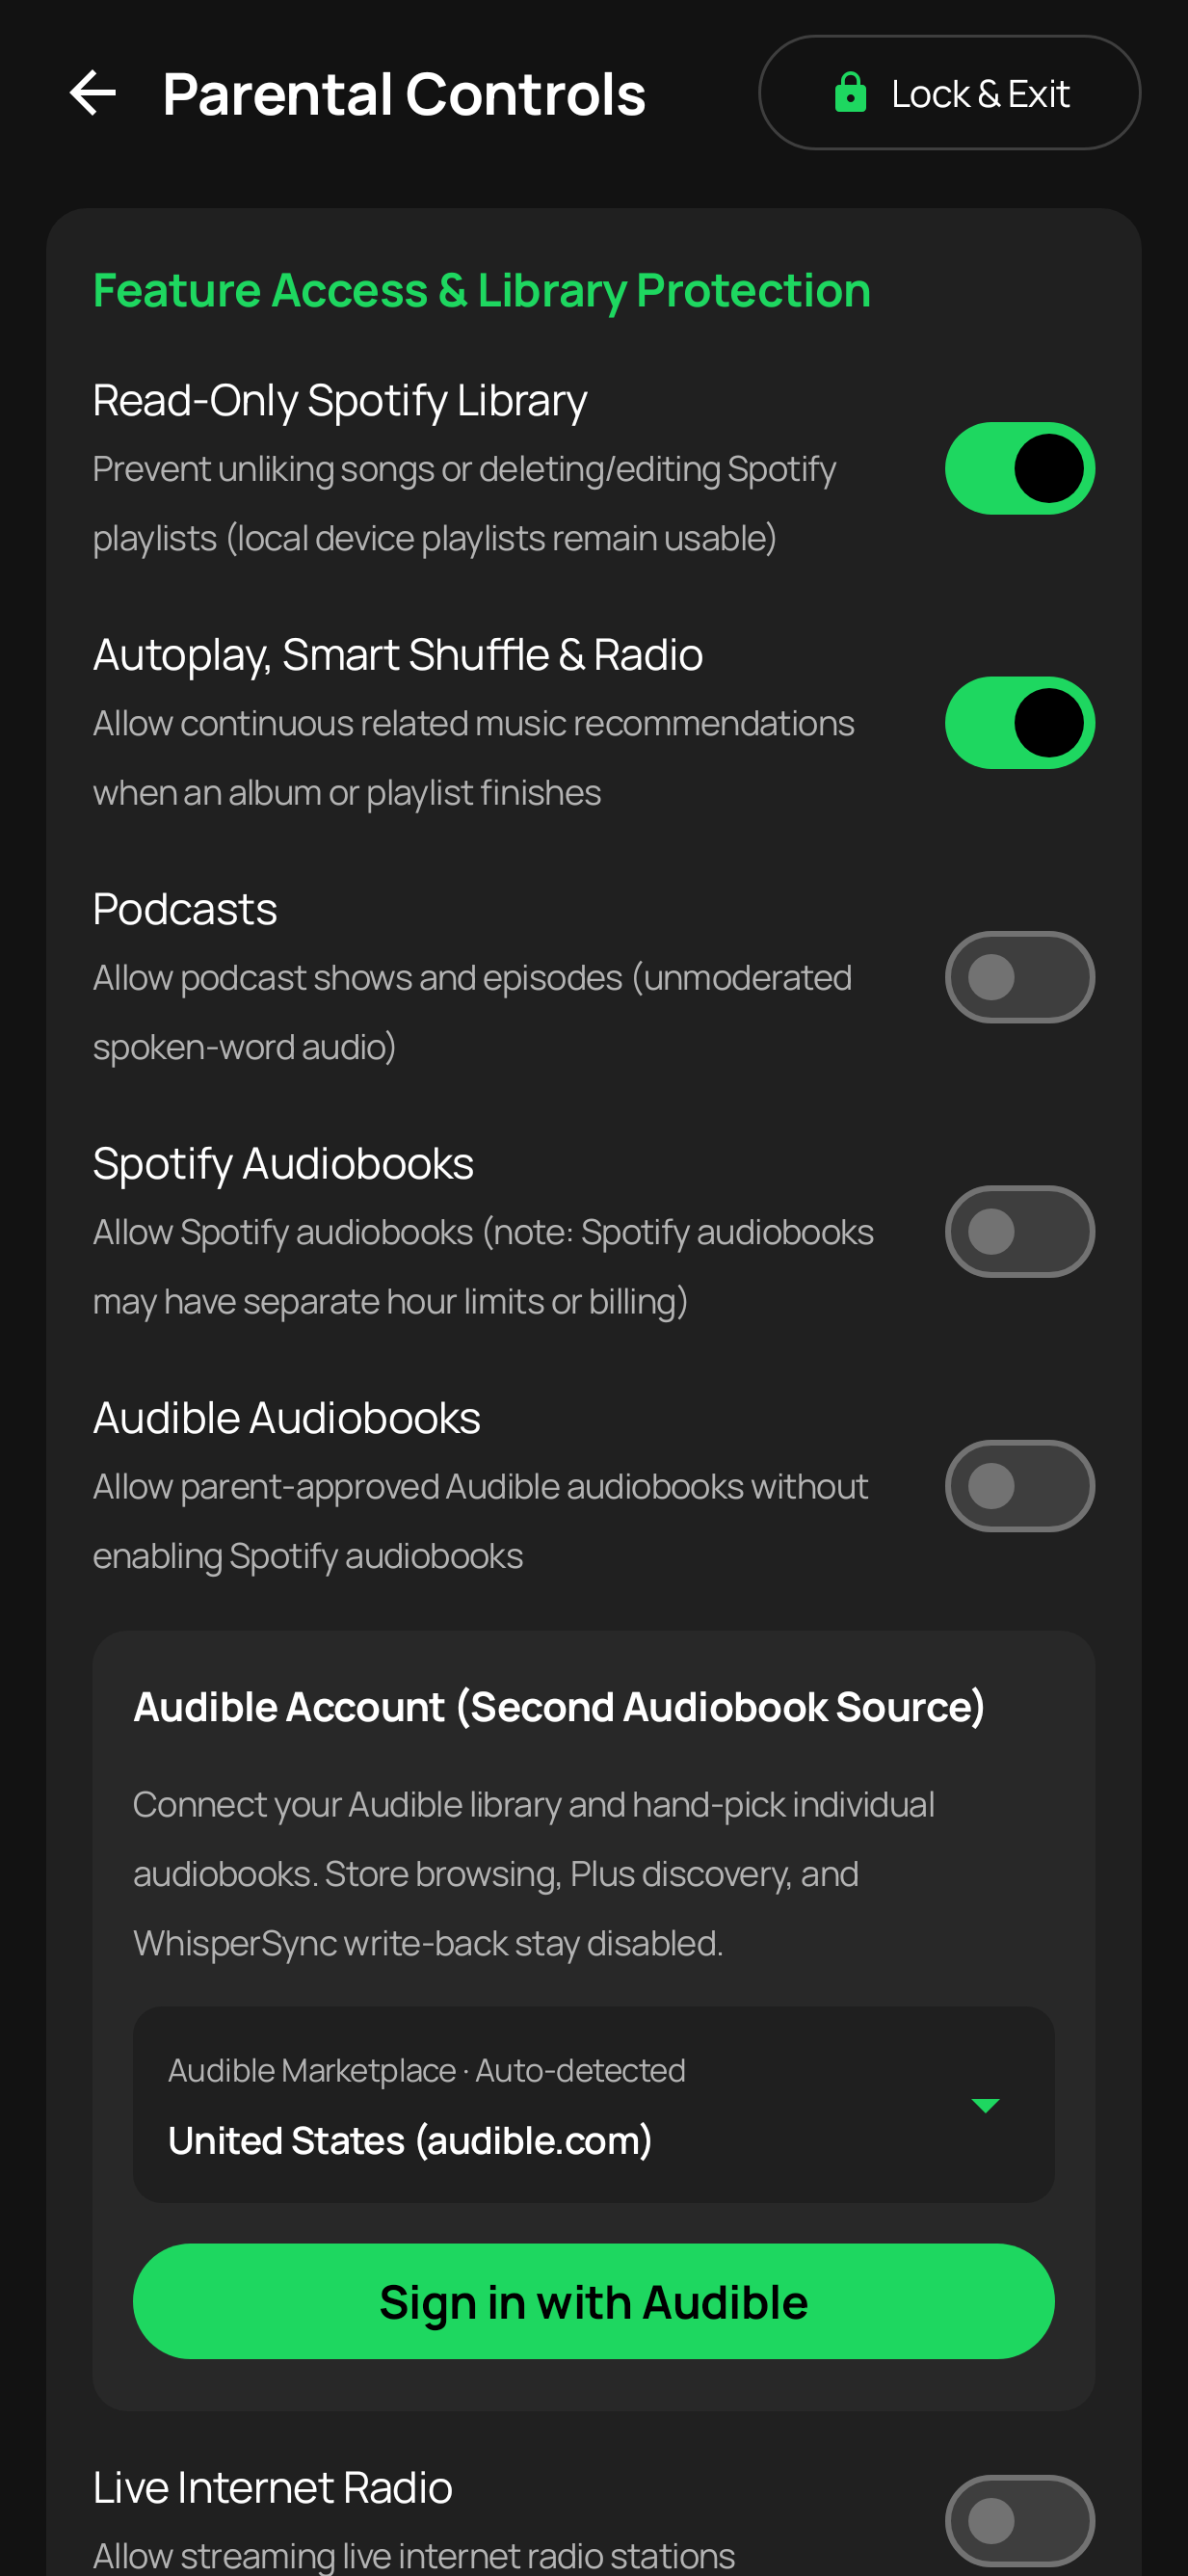 Parental Controls
Lock & Exit
Feature Access & Library Protection
Read-Only Spotify Library
Prevent unliking songs or deleting/editing Spotify
playlists (local device playlists remain usable)
Autoplay, Smart Shuffle & Radio
Allow continuous related music recommendations
when an album or playlist finishes
Podcasts
Allow podcast shows and episodes (unmoderated
spoken-word audio)
Spotify Audiobooks
Allow Spotify audiobooks (note: Spotify audiobooks
may have separate hour limits or billing)
Audible Audiobooks
Allow parent-approved Audible audiobooks without
enabling Spotify audiobooks
Audible Account (Second Audiobook Source)
Connect your Audible library and hand-pick individual
audiobooks. Store browsing, Plus discovery, and
WhisperSync write-back stay disabled.
Audible Marketplace · Auto-detected
United States (audible.com)
Sign in with Audible
Live Internet Radio
Allow streaming live internet radio stations